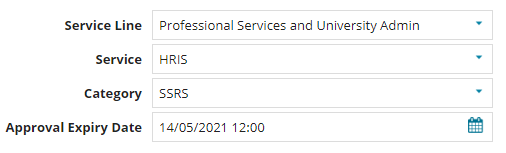 Service Line Professional Services and University Admin
Service HRIS
Category SSRS
Approval Expiry Date 14/05/2021 12:00